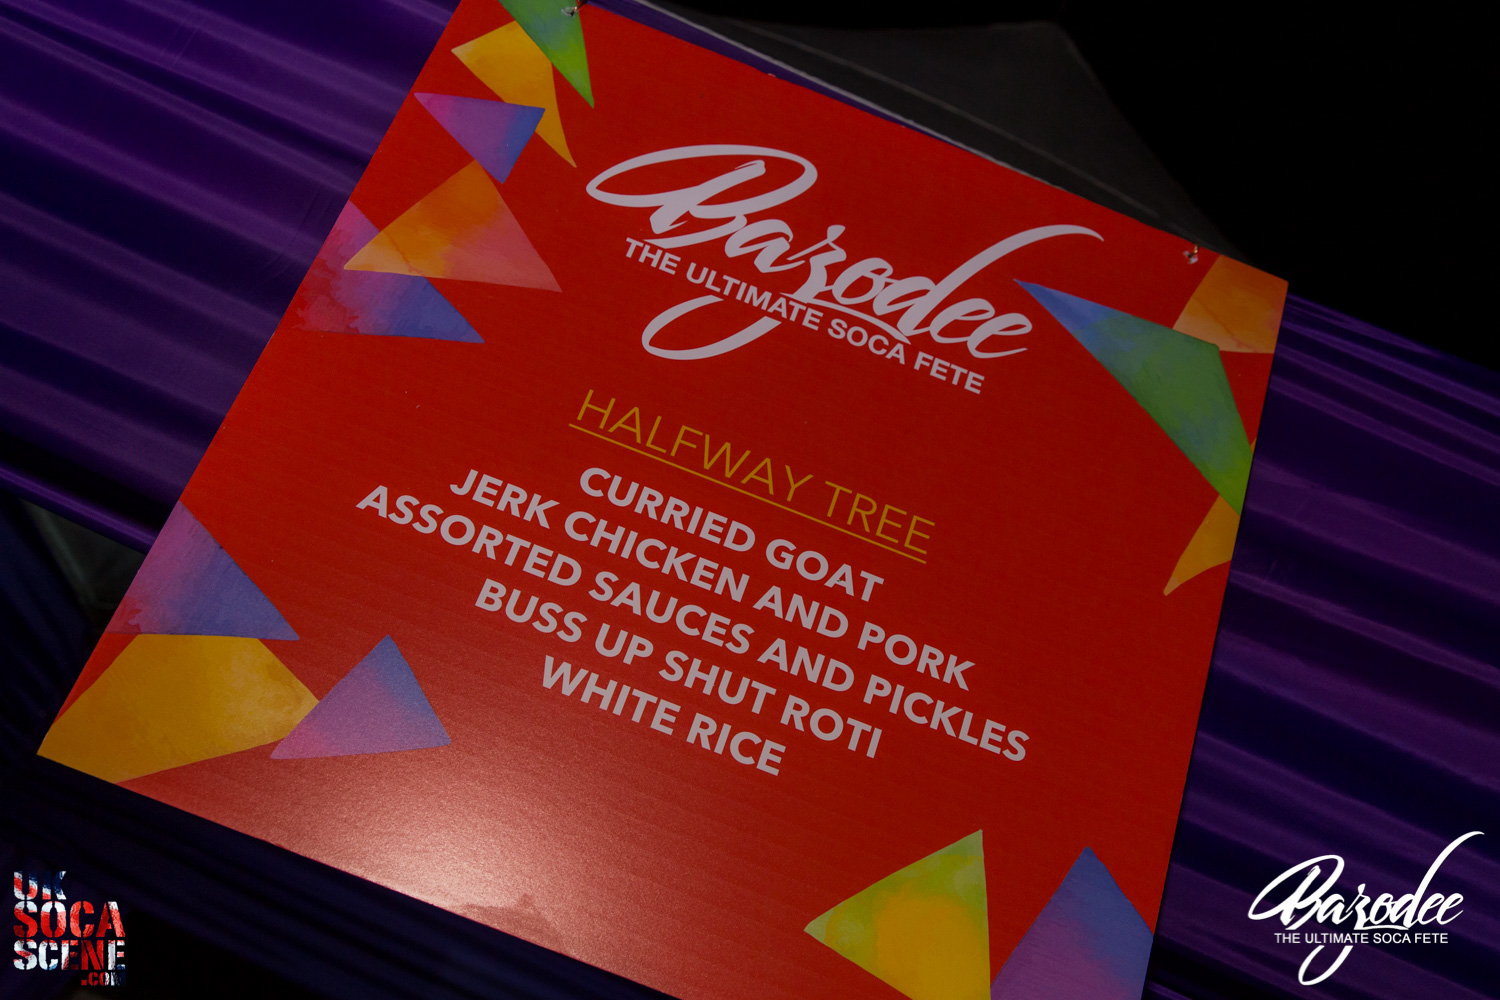 Bazodee
THE ULTIMATE SOCA FETE
HALFWAY TREE
CURRIED GOAT
JERK CHICKEN AND PORK
ASSORTED SAUCES AND PICKLES
BUSS UP SHUT ROTI
WHITE RICE
UK
SOCA
SCENE
.COM
Bazodee
THE ULTIMATE SOCA FETE